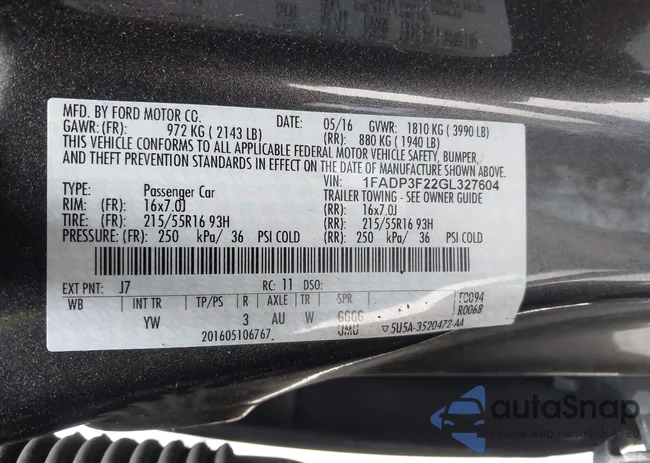 MFD. BY FORD MOTOR CO. DATE: 05/16 GVWR: 1810 KG ( 3990 LB)
GAWR: (FR): 972 KG ( 2143 LB) (RR): 880 KG ( 1940 LB)
THIS VEHICLE CONFORMS TO ALL APPLICABLE FEDERAL MOTOR VEHICLE SAFETY, BUMPER,
AND THEFT PREVENTION STANDARDS IN EFFECT ON THE DATE OF MANUFACTURE SHOWN ABOVE.
VIN: 1FADP3F22GL327604
TYPE: Passenger Car TRAILER TOWING - SEE OWNER GUIDE
RIM: (FR): 16x7.0J (RR): 16x7.0J
TIRE: (FR): 215/55R16 93H (RR): 215/55R16 93H
PRESSURE: (FR): 250 kPa/ 36 PSI COLD (RR): 250 kPa/ 36 PSI COLD
EXT PNT: J7 RC: 11 DSO:
WB INT TR TP/PS R AXLE TR SPR FC094
YW 3 AU W GGGG R0068
201605106767 UMU 5U5A-3520472-AA
autoSnap